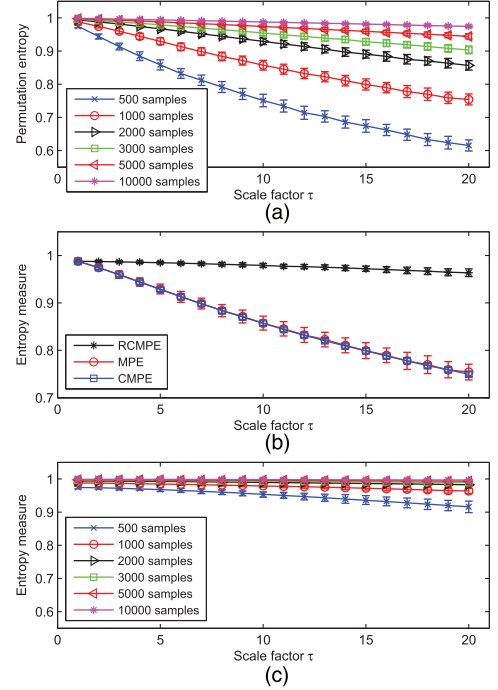 1
0.9
0.8
0.7
0.6
Permutation entropy
500 samples
1000 samples
2000 samples
3000 samples
5000 samples
10000 samples
0 5 10 15 20
Scale factor τ
(a)
1
0.9
0.8
0.7
Entropy measure
RCMPE
MPE
CMPE
0 5 10 15 20
Scale factor τ
(b)
1
0.9
0.8
0.7
0.6
Entropy measure
500 samples
1000 samples
2000 samples
3000 samples
5000 samples
10000 samples
0 5 10 15 20
Scale factor τ
(c)